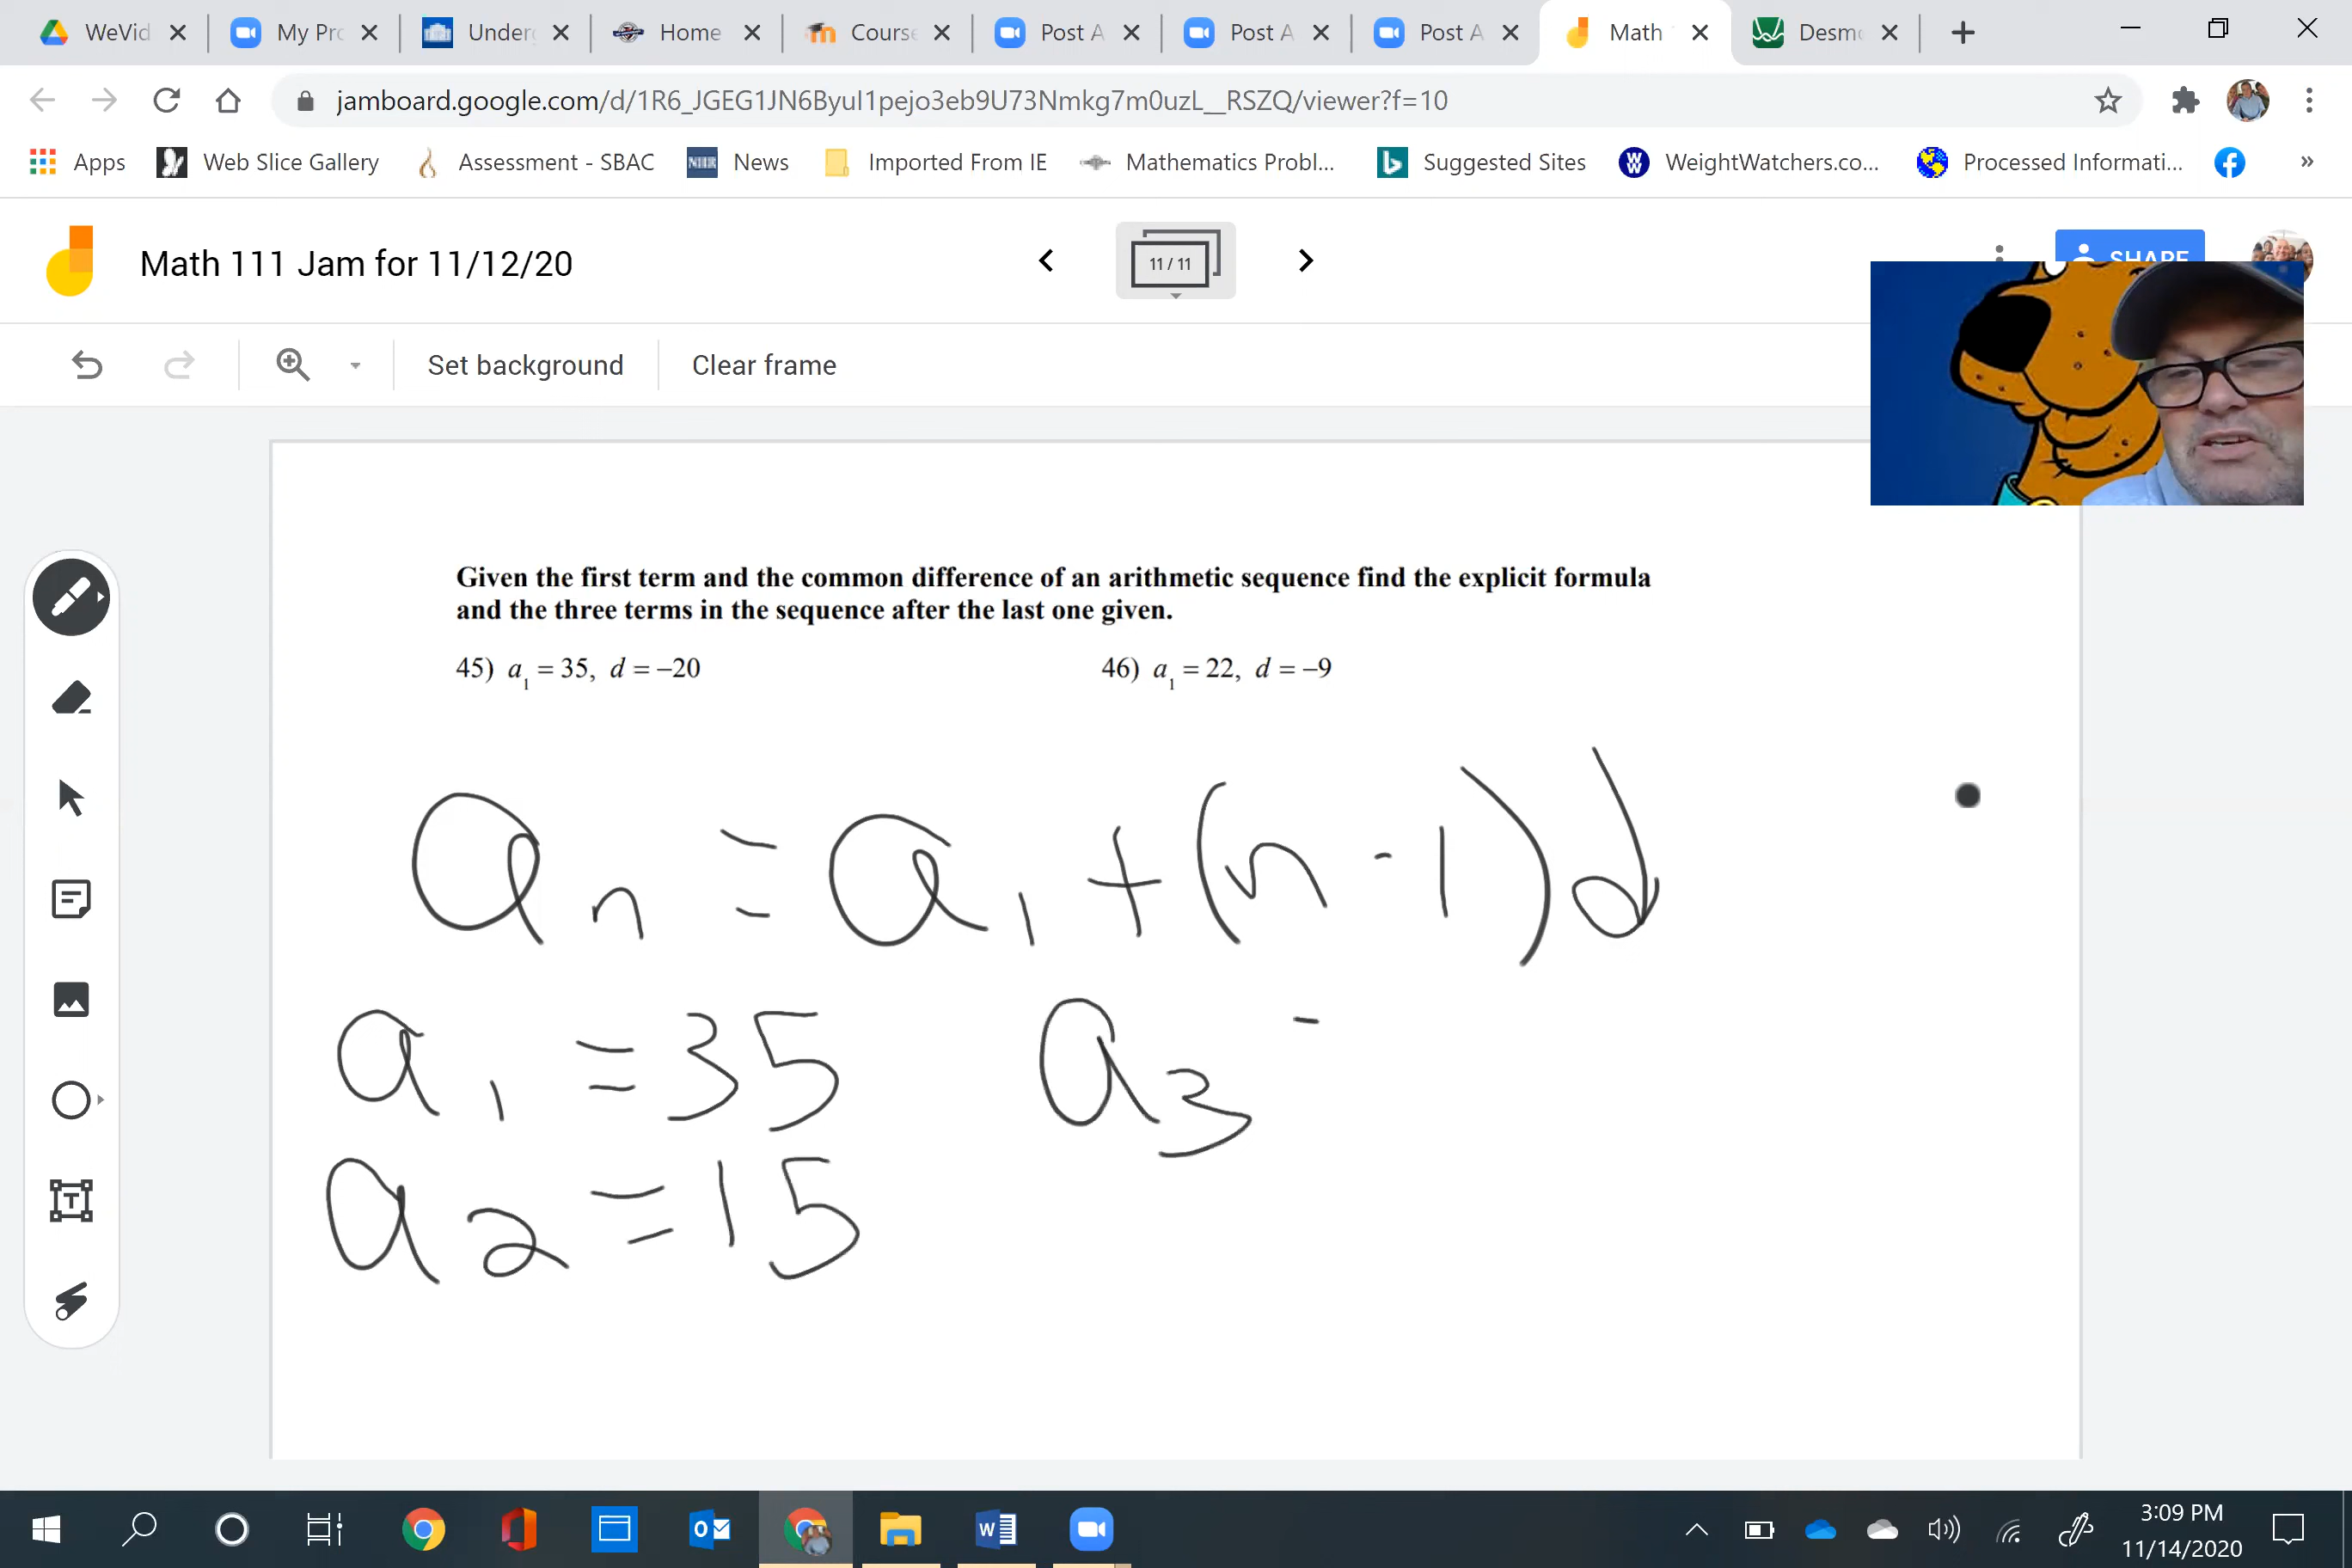 WeVid
My Pro
Under
Home
Course
Post A
Post A
Post A
Math
Desmo
jamboard.google.com/d/1R6_JGEG1JN6ByuI1pejo3eb9U73Nmkg7m0uzL__RSZQ/viewer?f=10
Apps
Web Slice Gallery
Assessment - SBAC
News
Imported From IE
Mathematics Probl...
Suggested Sites
WeightWatchers.co...
Processed Informati...
»
Math 111 Jam for 11/12/20
11 / 11
SHARE
Set background
Clear frame
Given the first term and the common difference of an arithmetic sequence find the explicit formula
and the three terms in the sequence after the last one given.
45) a₁ = 35, d = −20
46) a₁ = 22, d = −9
aₙ = a₁ + (n - 1)d
a₁ = 35
a₃ -
a₂ = 15
3:09 PM
11/14/2020